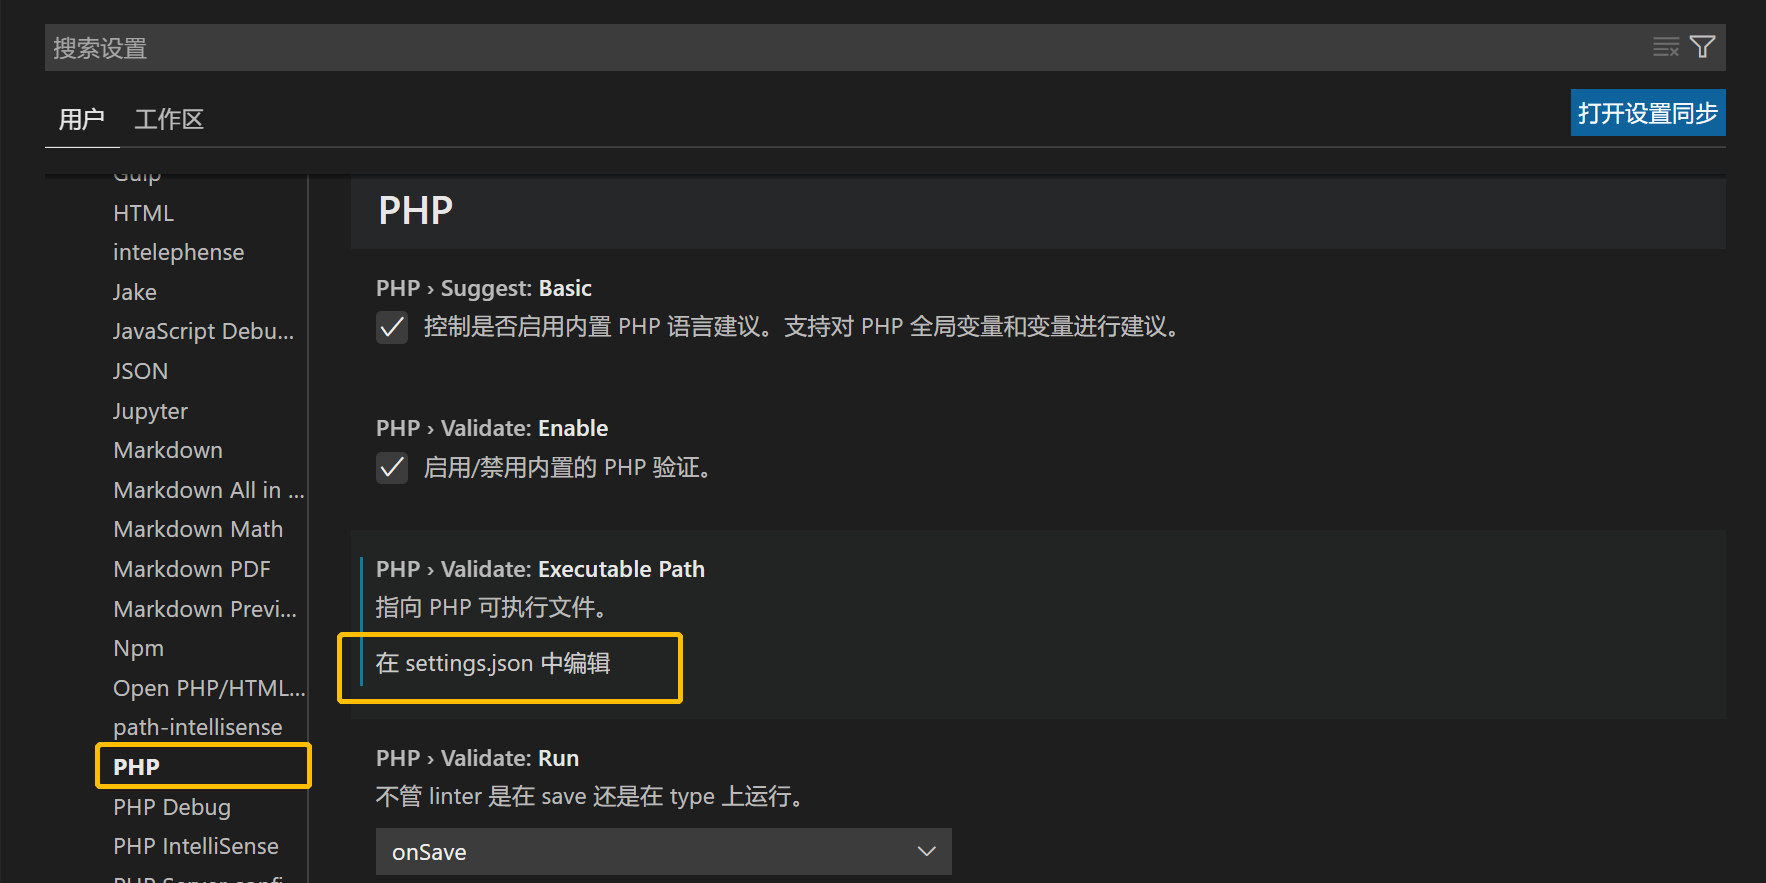 搜索设置
用户
工作区
打开设置同步
Gulp
HTML
intelephense
Jake
JavaScript Debu...
JSON
Jupyter
Markdown
Markdown All in ...
Markdown Math
Markdown PDF
Markdown Previ...
Npm
Open PHP/HTML...
path-intellisense
PHP
PHP Debug
PHP IntelliSense
PHP Server confi
PHP
PHP › Suggest: Basic
控制是否启用内置 PHP 语言建议。支持对 PHP 全局变量和变量进行建议。
PHP › Validate: Enable
启用/禁用内置的 PHP 验证。
PHP › Validate: Executable Path
指向 PHP 可执行文件。
在 settings.json 中编辑
PHP › Validate: Run
不管 linter 是在 save 还是在 type 上运行。
onSave